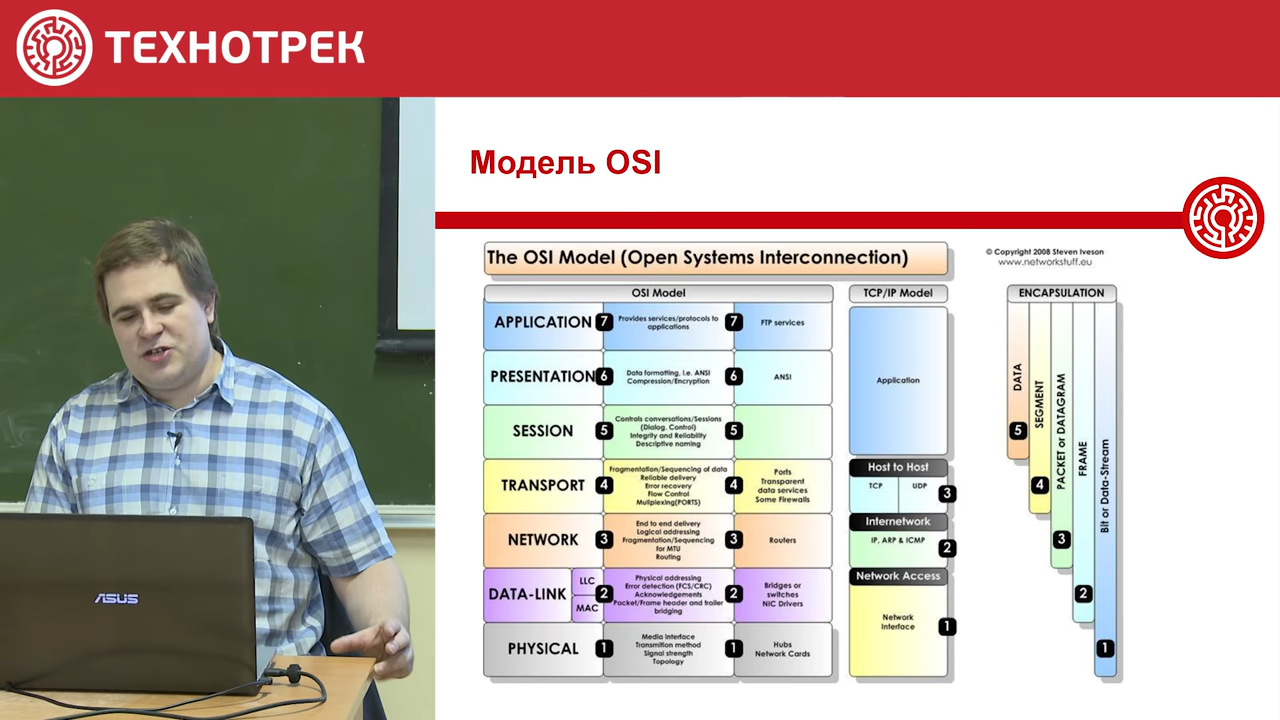 ТЕХНОТРЕК
Модель OSI
The OSI Model (Open Systems Interconnection)
© Copyright 2008 Steven Iveson
www.networkstuff.eu
OSI Model
TCP/IP Model
ENCAPSULATION
APPLICATION
7
Provides services/protocols to
applications
7
FTP services
PRESENTATION
6
Data formatting, i.e. ANSI
Compression/Encryption
6
ANSI
SESSION
5
Controls conversations/Sessions
(Dialog, Control)
Integrity and Reliability
Descriptive naming
5
TRANSPORT
4
Fragmentation/Sequencing of data
Reliable delivery
Error recovery
Flow Control
Muliplexing(PORTS)
4
Ports
Transparent
data services
Some Firewalls
NETWORK
3
End to end delivery
Logical addressing
Fragmentation/Sequencing
for MTU
Routing
3
Routers
DATA-LINK
LLC
MAC
2
Physical addressing
Error detection (FCS/CRC)
Acknowledgements
Packet/Frame header and trailer
bridging
2
Bridges or
switches
NIC Drivers
PHYSICAL
1
Media Interface
Transmition method
Signal strength
Topology
1
Hubs
Network Cards
Application
Host to Host
TCP
UDP
3
Internetwork
IP, ARP & ICMP
2
Network Access
Network
Interface
1
DATA
5
SEGMENT
4
PACKET or DATAGRAM
3
FRAME
2
Bit or Data-Stream
1
ASUS